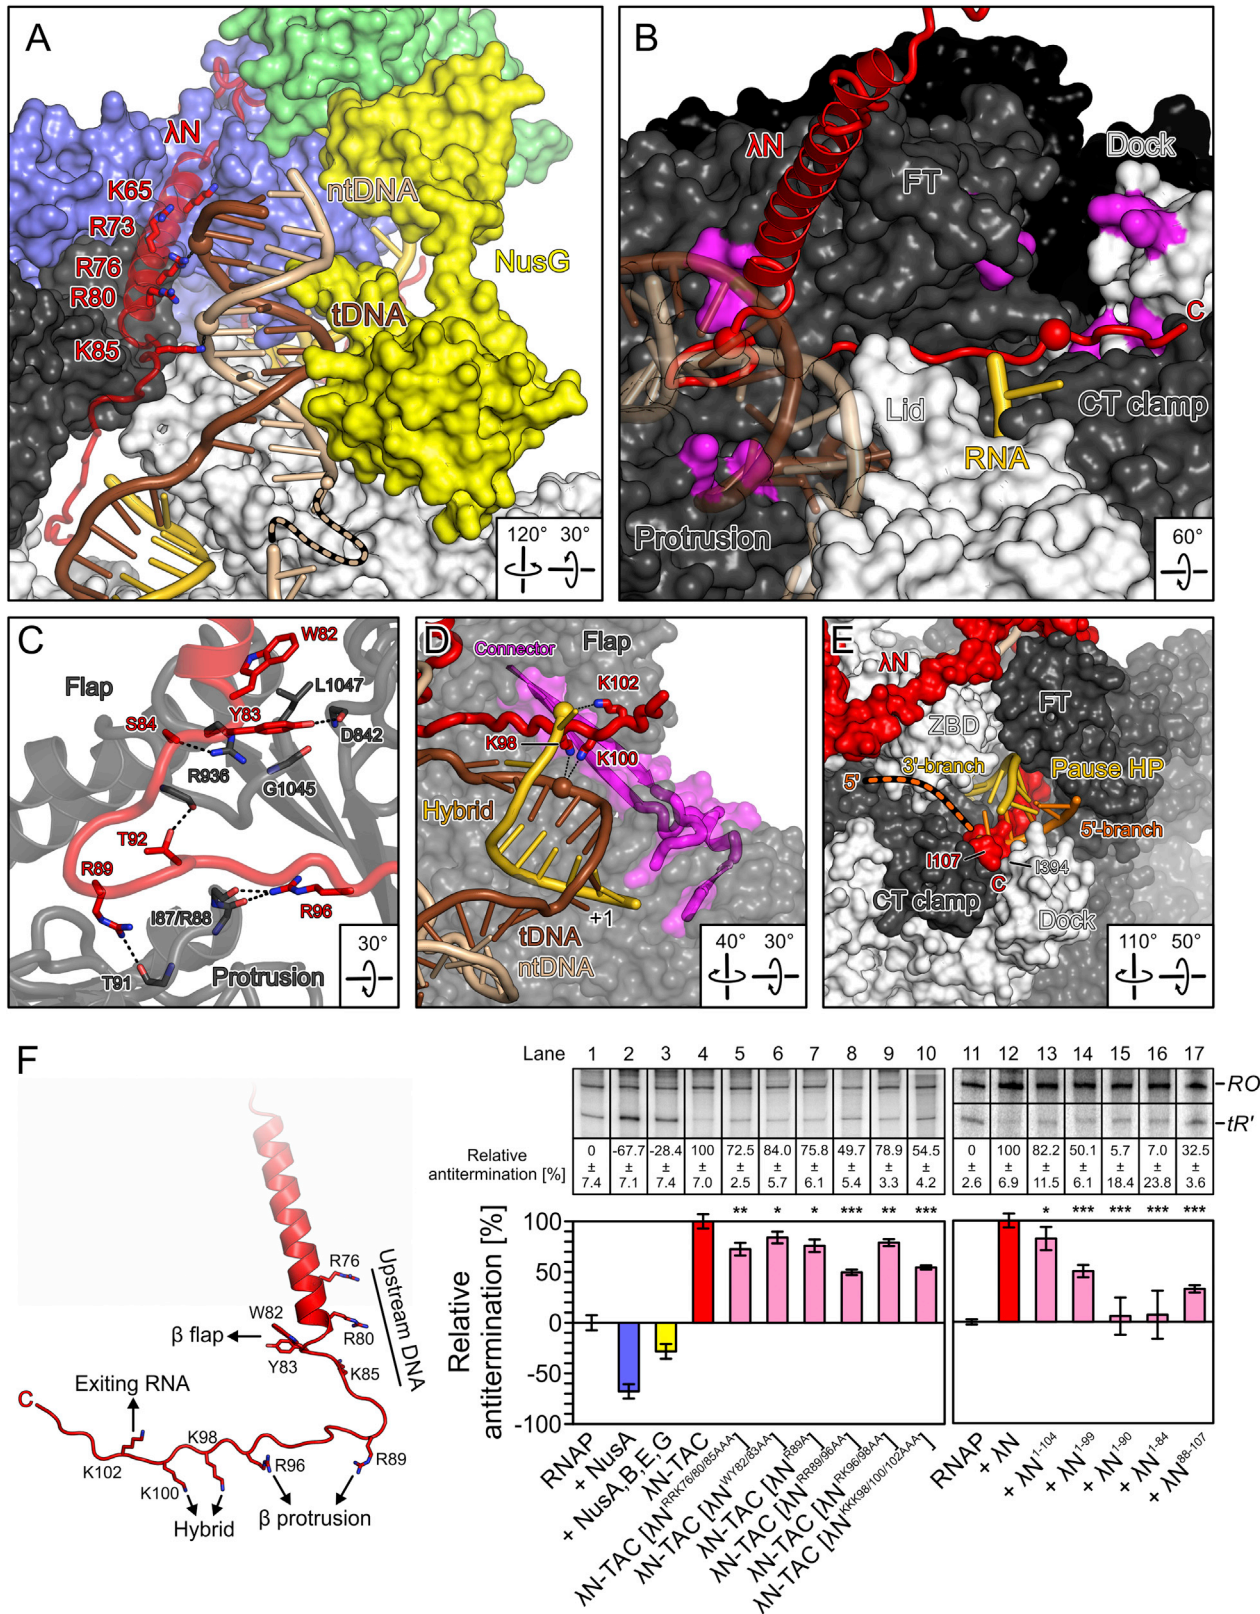 A
λN
K65
R73
R76
R80
K85
ntDNA
NusG
tDNA
120° 30°
B
λN
FT
Dock
C
Lid
CT clamp
RNA
Protrusion
60°
C
W82
Flap
L1047
S84
Y83
D842
R936
G1045
T92
R89
I87/R88
R96
T91
Protrusion
30°
D
Flap
Connector
K102
K98
K100
Hybrid
+1
tDNA
ntDNA
40° 30°
E
λN
FT
ZBD
3'-branch
Pause HP
5'
5'-branch
I107
I394
C
CT clamp
Dock
110° 50°
F
R76
Upstream DNA
W82
R80
β flap
Y83
K85
Exiting RNA
C
K98
R89
K102
R96
K100
Hybrid
β protrusion
Lane 1 2 3 4 5 6 7 8 9 10 11 12 13 14 15 16 17
RO
tR'
Relative antitermination [%]
0 -67.7 -28.4 100 72.5 84.0 75.8 49.7 78.9 54.5 0 100 82.2 50.1 5.7 7.0 32.5
± ± ± ± ± ± ± ± ± ± ± ± ± ± ± ± ±
7.4 7.1 7.4 7.0 2.5 5.7 6.1 5.4 3.3 4.2 2.6 6.9 11.5 6.1 18.4 23.8 3.6
** * * *** ** *** * *** *** *** ***
Relative antitermination [%]
100
50
0
-50
-100
100
50
0
-50
-100
RNAP
+ NusA
+ NusA,B,E,G
λN-TAC
λN-TAC [λN^RRK76/80/85AAA]
λN-TAC [λN^WY82/83AA]
λN-TAC [λN^R89A]
λN-TAC [λN^RR89/96AA]
λN-TAC [λN^RK96/98AA]
λN-TAC [λN^KKK98/100/102AAA]
RNAP
+ λN
+ λN^1-104
+ λN^1-99
+ λN^1-90
+ λN^1-84
+ λN^88-107